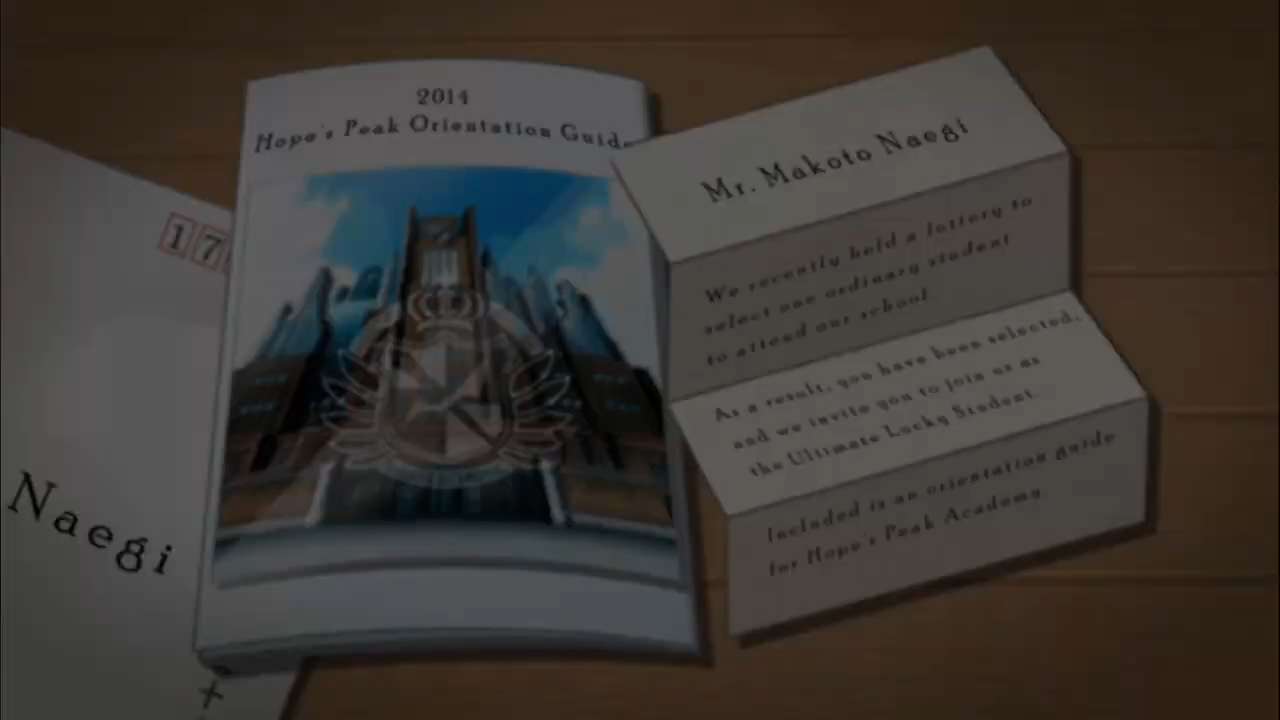 2014
Hope's Peak Orientation Guide
17
Naegi
Mr. Makoto Naegi
We recently held a lottery to
select one ordinary student
to attend our school.
As a result, you have been selected,
and we invite you to join us as
the Ultimate Lucky Student.
Included is an orientation guide
for Hope's Peak Academy.